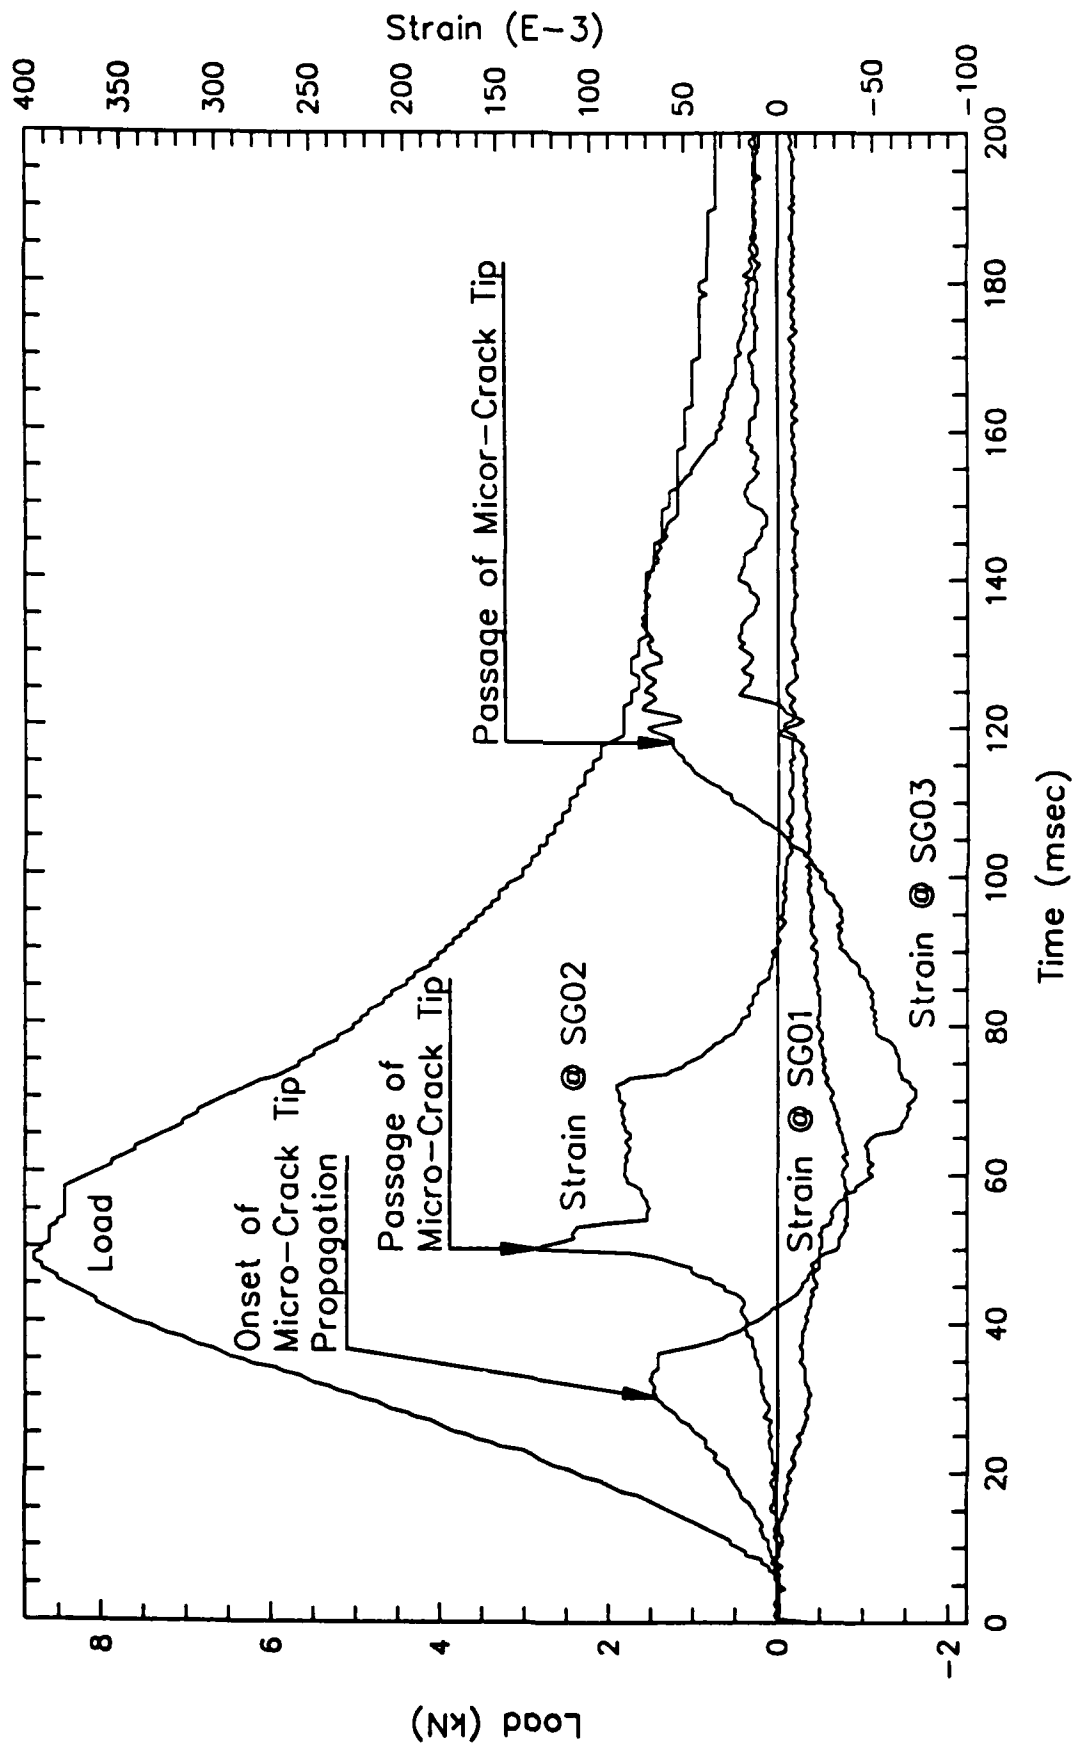 Strain (E-3)
400
350
300
250
200
150
100
50
0
-50
-100
Load
Onset of
Micro-Crack Tip
Propagation
Passage of
Micro-Crack Tip
Strain @ SG02
Passage of Micor-Crack Tip
Strain @ SG01
Strain @ SG03
8
6
4
2
0
-2
Load (kN)
0
20
40
60
80
100
120
140
160
180
200
Time (msec)